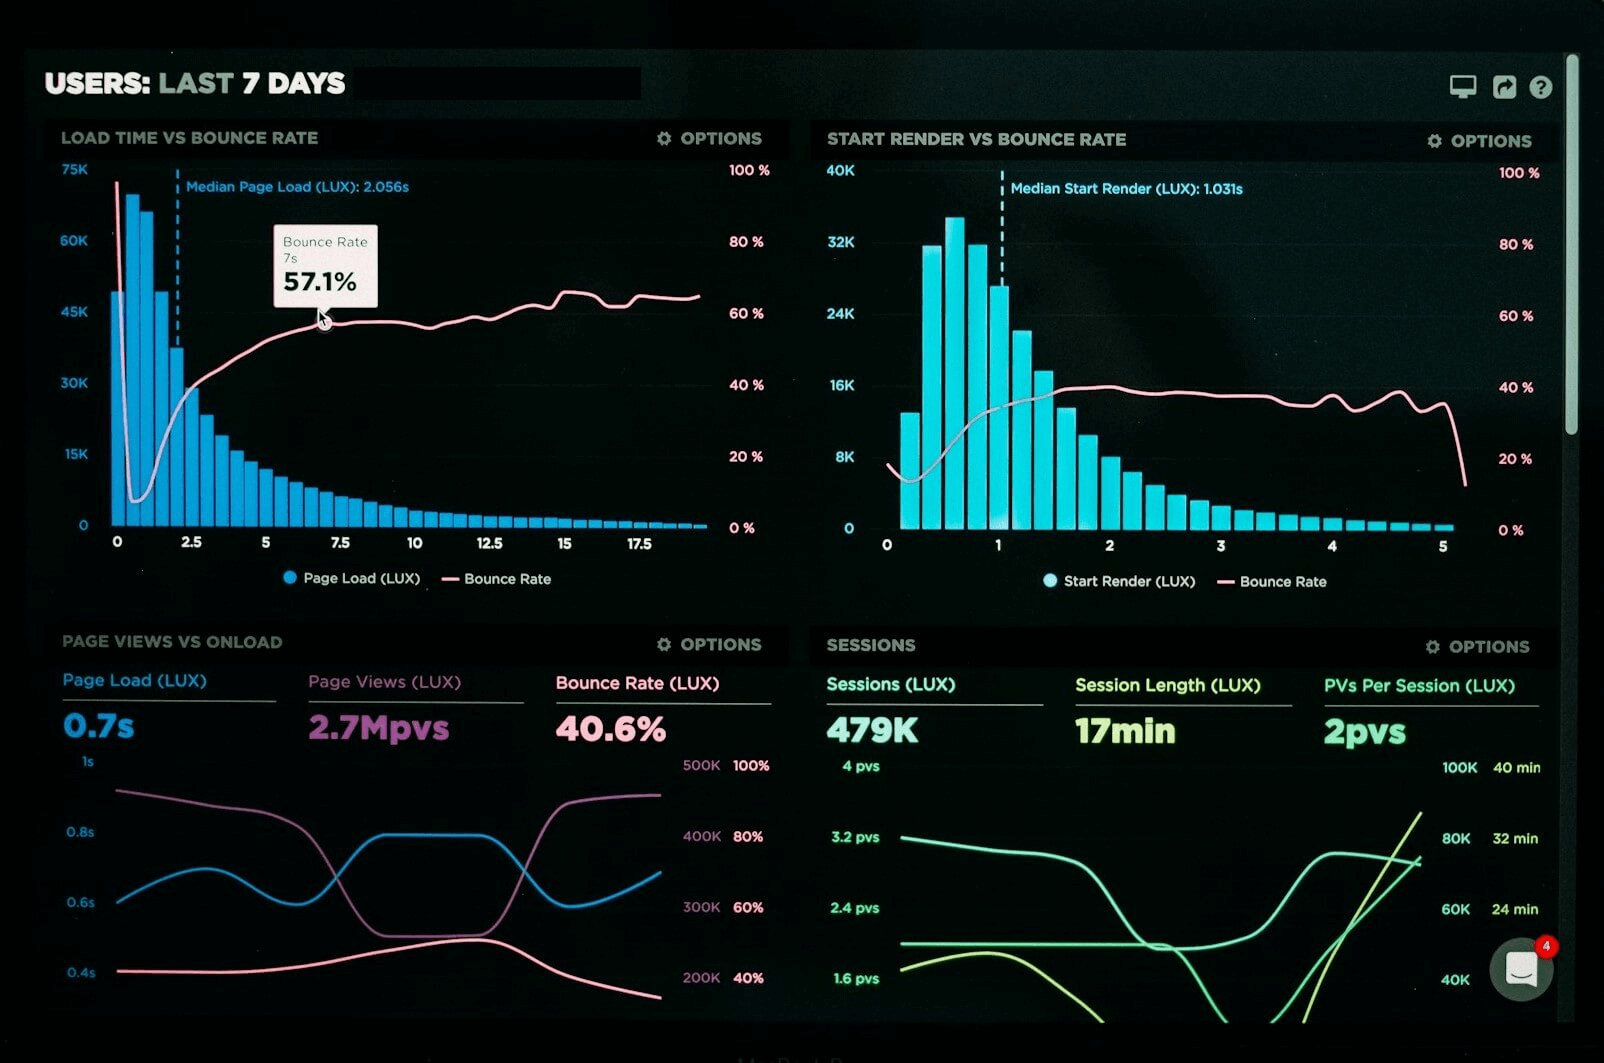 USERS: LAST 7 DAYS
LOAD TIME VS BOUNCE RATE
OPTIONS
75K
60K
45K
30K
15K
0
Median Page Load (LUX): 2.056s
Bounce Rate
7s
57.1%
100 %
80 %
60 %
40 %
20 %
0 %
0 2.5 5 7.5 10 12.5 15 17.5
Page Load (LUX) Bounce Rate
START RENDER VS BOUNCE RATE
OPTIONS
40K
32K
24K
16K
8K
0
Median Start Render (LUX): 1.031s
100 %
80 %
60 %
40 %
20 %
0 %
0 1 2 3 4 5
Start Render (LUX) Bounce Rate
PAGE VIEWS VS ONLOAD
OPTIONS
Page Load (LUX)
0.7s
Page Views (LUX)
2.7Mpvs
Bounce Rate (LUX)
40.6%
1s
0.8s
0.6s
0.4s
500K 100%
400K 80%
300K 60%
200K 40%
SESSIONS
OPTIONS
Sessions (LUX)
479K
Session Length (LUX)
17min
PVs Per Session (LUX)
2pvs
4 pvs
3.2 pvs
2.4 pvs
1.6 pvs
100K 40 min
80K 32 min
60K 24 min
40K
4